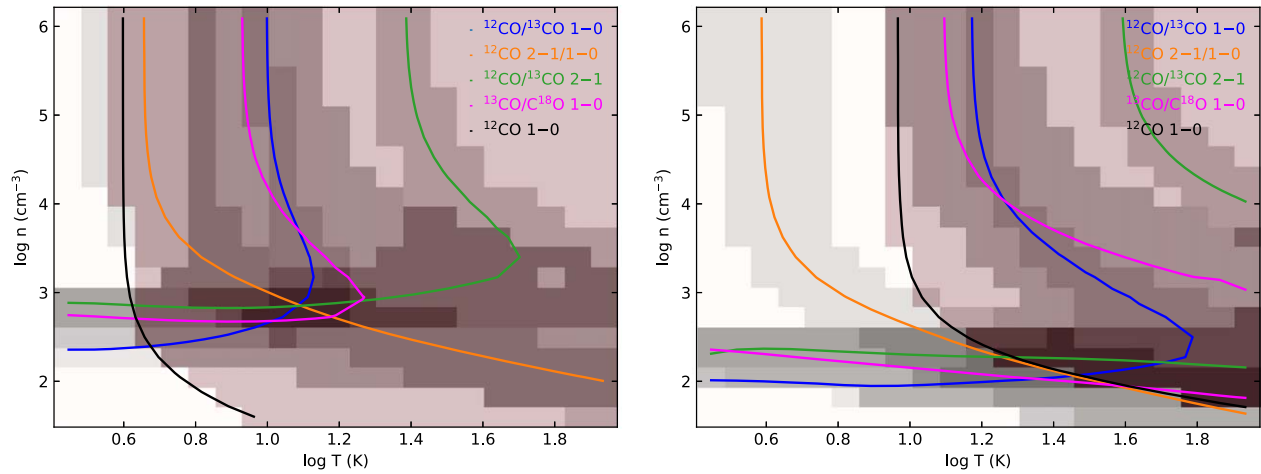 6
5
4
3
2
log n (cm⁻³)
0.6 0.8 1.0 1.2 1.4 1.6 1.8
log T (K)
¹²CO/¹³CO 1−0
¹²CO 2−1/1−0
¹²CO/¹³CO 2−1
¹³CO/C¹⁸O 1−0
¹²CO 1−0
6
5
4
3
2
log n (cm⁻³)
0.6 0.8 1.0 1.2 1.4 1.6 1.8
log T (K)
¹²CO/¹³CO 1−0
¹²CO 2−1/1−0
¹²CO/¹³CO 2−1
¹³CO/C¹⁸O 1−0
¹²CO 1−0